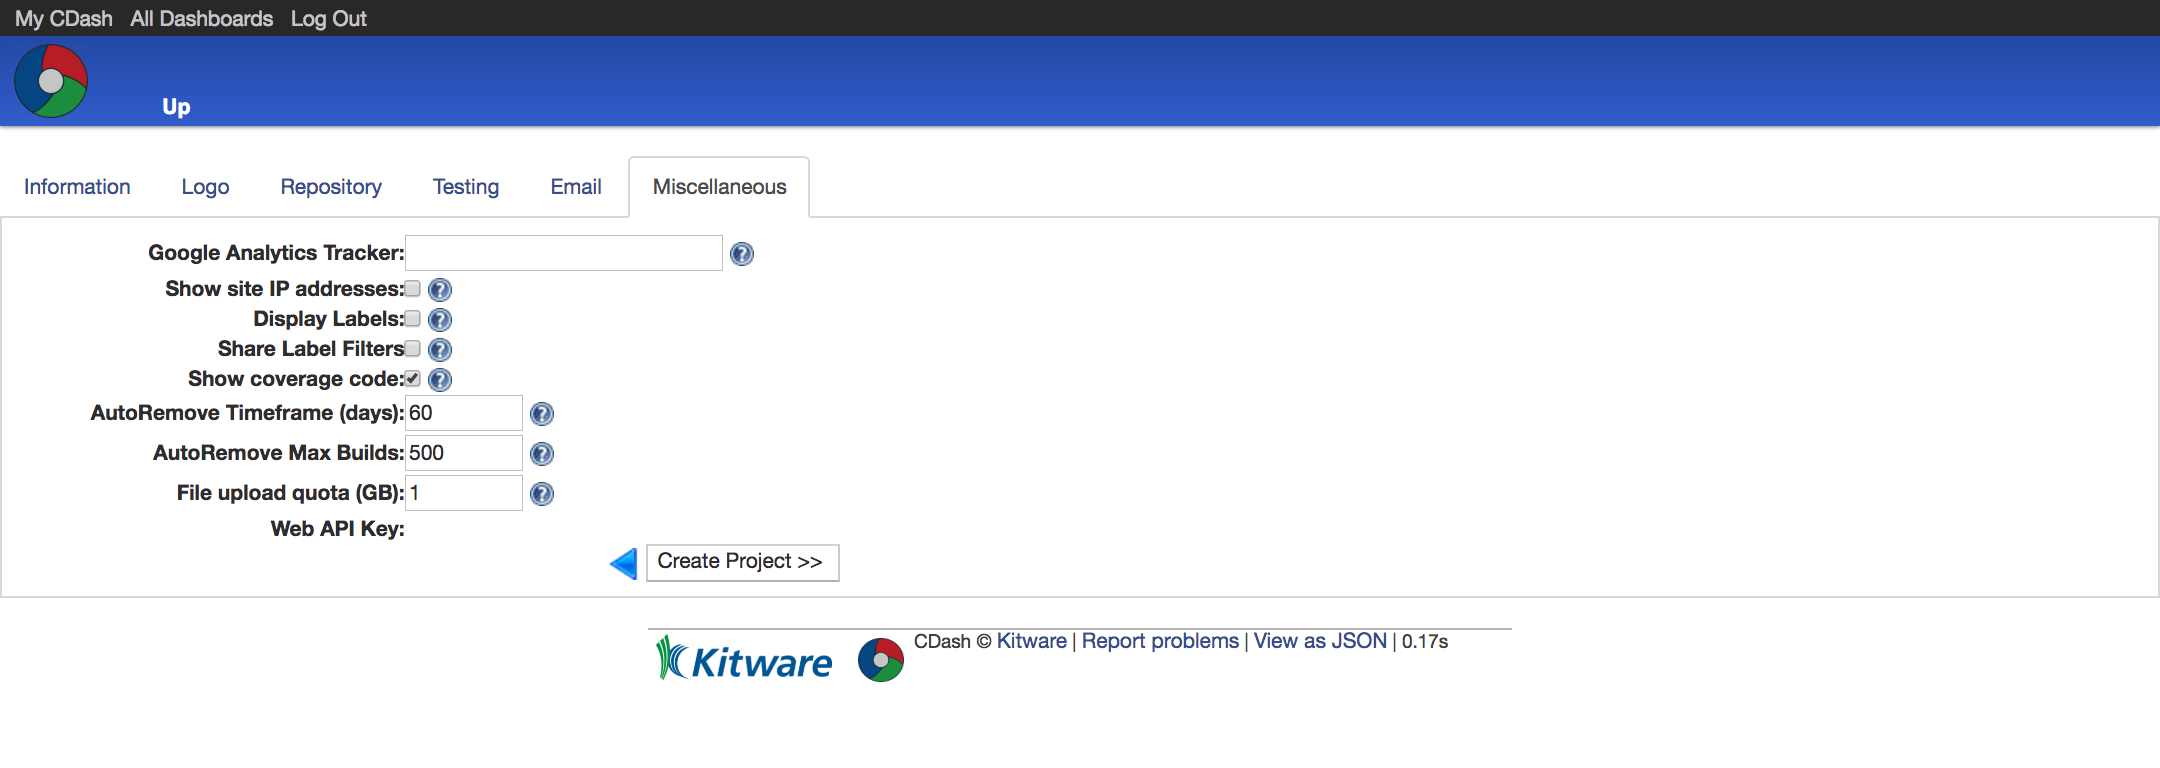 My CDash All Dashboards Log Out
Up
Information Logo Repository Testing Email Miscellaneous
Google Analytics Tracker:
Show site IP addresses:
Display Labels:
Share Label Filters
Show coverage code:
AutoRemove Timeframe (days): 60
AutoRemove Max Builds: 500
File upload quota (GB): 1
Web API Key:
Create Project >>
Kitware CDash © Kitware | Report problems | View as JSON | 0.17s